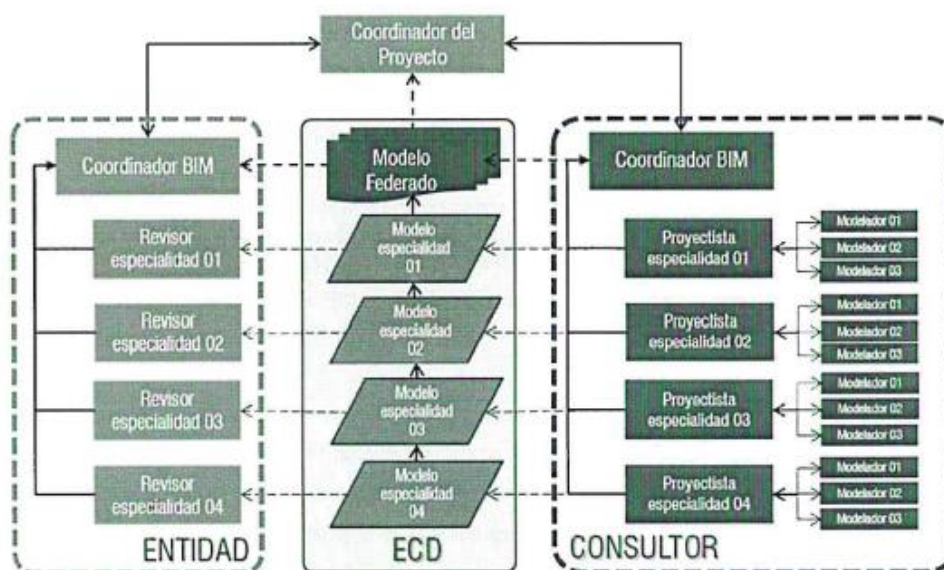 Coordinador del
Proyecto
Coordinador BIM
Revisor
especialidad 01
Revisor
especialidad 02
Revisor
especialidad 03
Revisor
especialidad 04
ENTIDAD
Modelo
Federado
Modelo
especialidad
01
Modelo
especialidad
02
Modelo
especialidad
03
Modelo
especialidad
04
ECD
Coordinador BIM
Proyectista
especialidad 01
Modelador 01
Modelador 02
Modelador 03
Proyectista
especialidad 02
Modelador 01
Modelador 02
Modelador 03
Proyectista
especialidad 03
Modelador 01
Modelador 02
Modelador 03
Proyectista
especialidad 04
Modelador 01
Modelador 02
Modelador 03
CONSULTOR